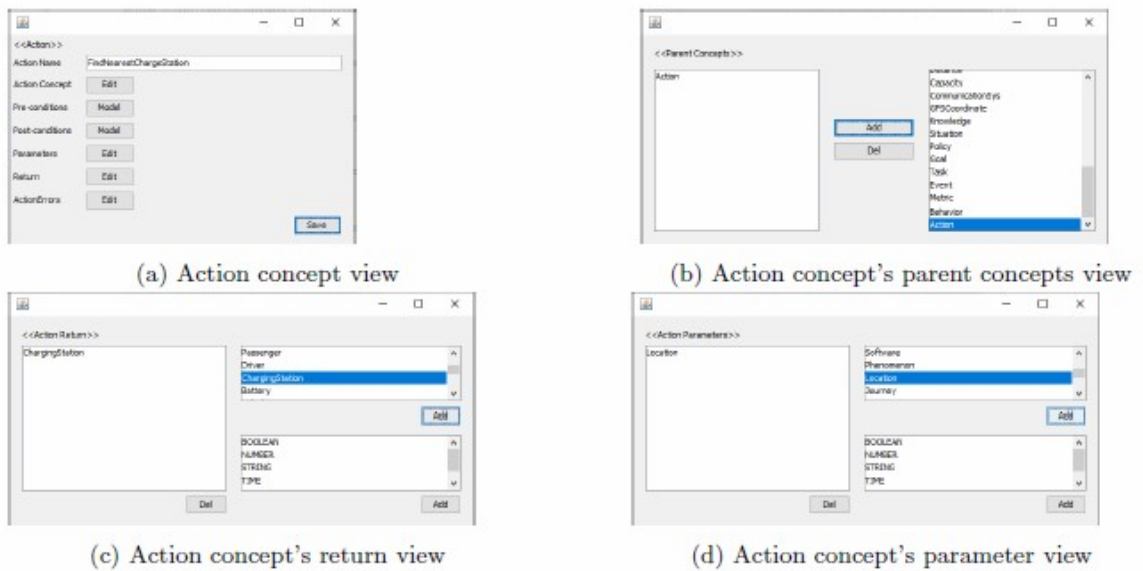 <<Action>>
Action Name FindNearestChargeStation
Action Concept Edit
Pre-conditions Model
Post-conditions Model
Parameters Edit
Return Edit
ActionErrors Edit
Save
(a) Action concept view
<<Parent Concepts>>
Action
Add
Del
Distance
Capacity
CommunicationSys
GPSCoordinate
Knowledge
Situation
Policy
Goal
Task
Event
Metric
Behavior
Action
(b) Action concept's parent concepts view
<<Action Return>>
ChargingStation
Passenger
Driver
ChargingStation
Battery
Add
BOOLEAN
NUMBER
STRING
TIME
Del
Add
(c) Action concept's return view
<<Action Parameters>>
Location
Software
Phenomenon
Location
Journey
Add
BOOLEAN
NUMBER
STRING
TIME
Del
Add
(d) Action concept's parameter view